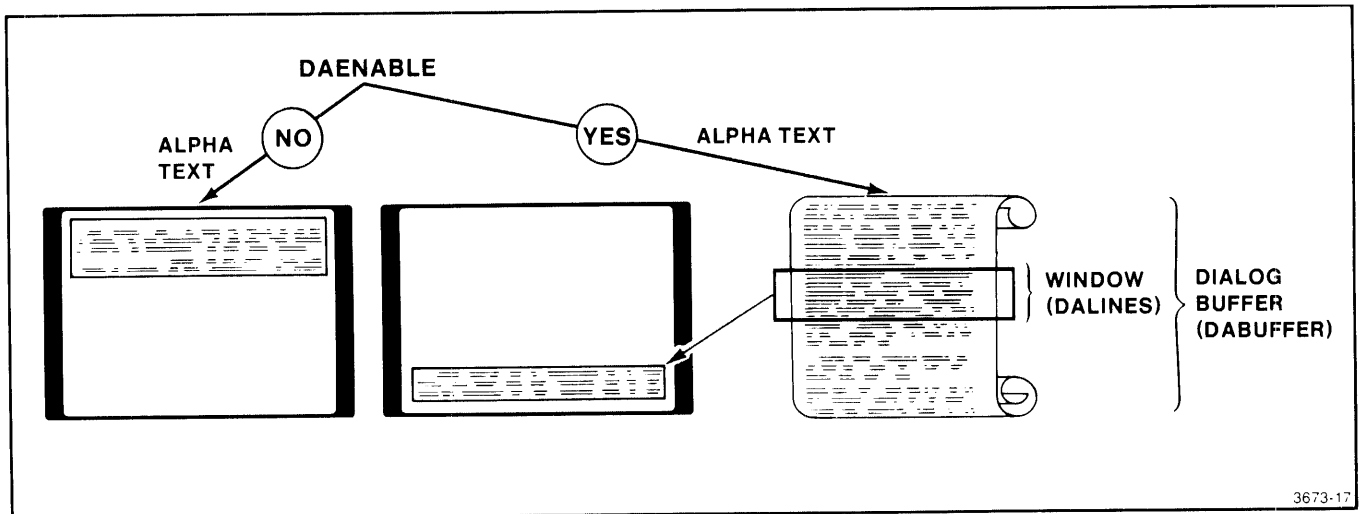 DAENABLE
NO
YES
ALPHA TEXT
ALPHA
TEXT
WINDOW
(DALINES)
DIALOG
BUFFER
(DABUFFER)
3673-17